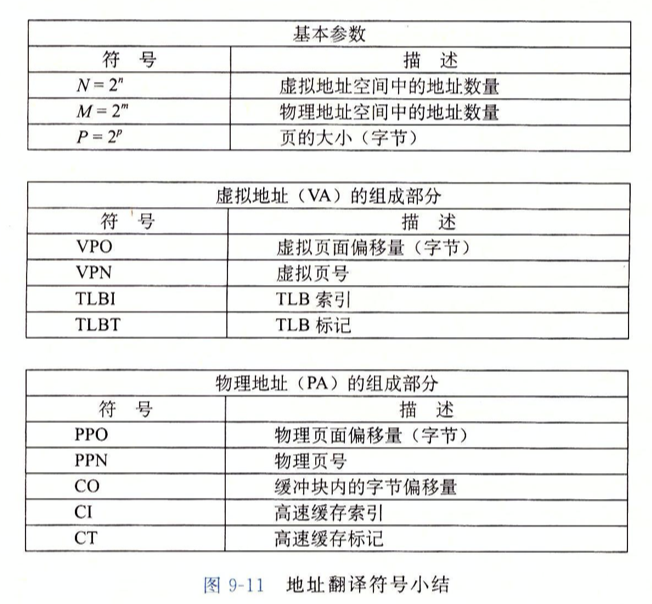 基本参数
符 号 描 述
N = 2ⁿ 虚拟地址空间中的地址数量
M = 2ᵐ 物理地址空间中的地址数量
P = 2ᵖ 页的大小（字节）
虚拟地址（VA）的组成部分
符 号 描 述
VPO 虚拟页面偏移量（字节）
VPN 虚拟页号
TLBI TLB 索引
TLBT TLB 标记
物理地址（PA）的组成部分
符 号 描 述
PPO 物理页面偏移量（字节）
PPN 物理页号
CO 缓冲块内的字节偏移量
CI 高速缓存索引
CT 高速缓存标记
图 9-11 地址翻译符号小结